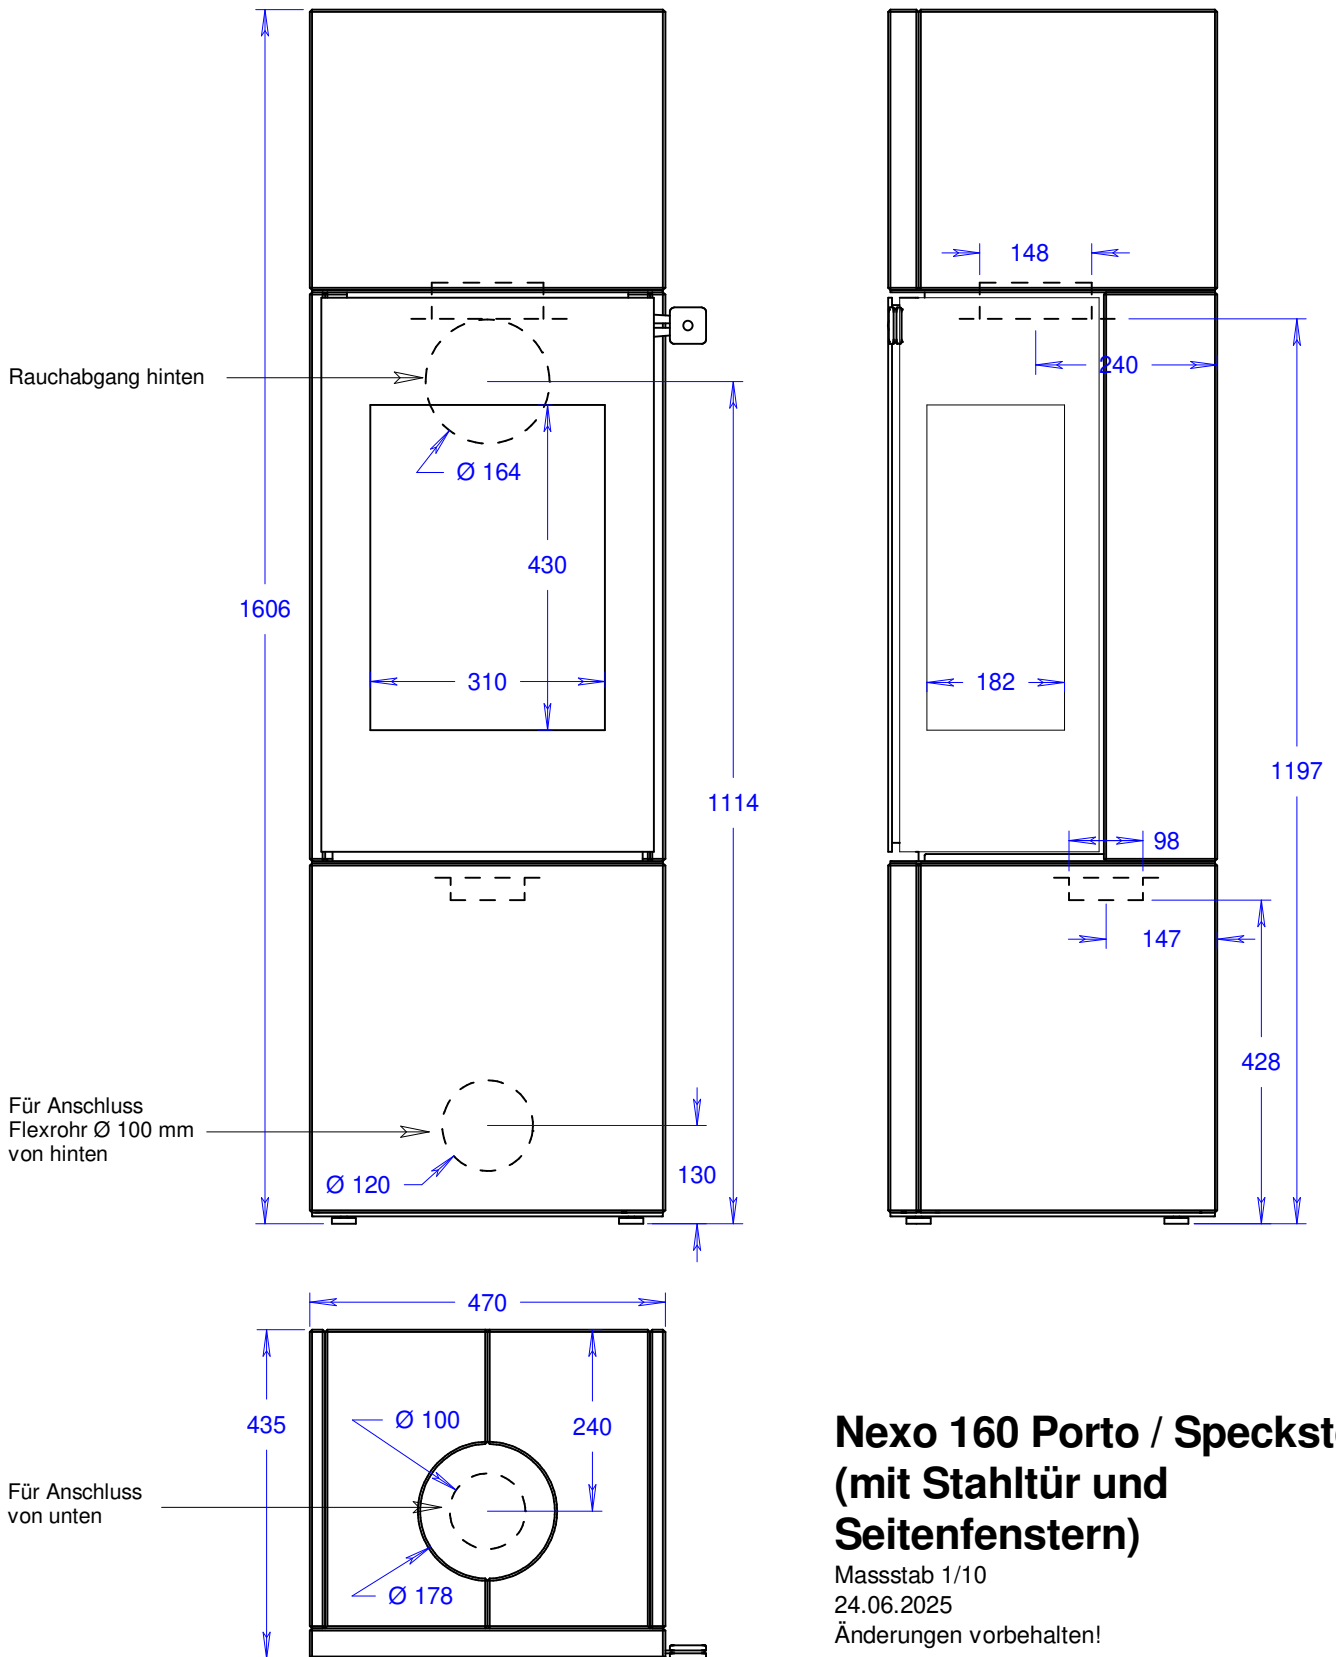 148
240
Rauchabgang hinten
Ø 164
430
1606
310
182
1197
1114
98
147
428
Für Anschluss
Flexrohr Ø 100 mm
von hinten
130
Ø 120
470
435
Ø 100
240
Für Anschluss
von unten
Ø 178
Nexo 160 Porto / Speckst
(mit Stahltür und
Seitenfenstern)
Massstab 1/10
24.06.2025
Änderungen vorbehalten!